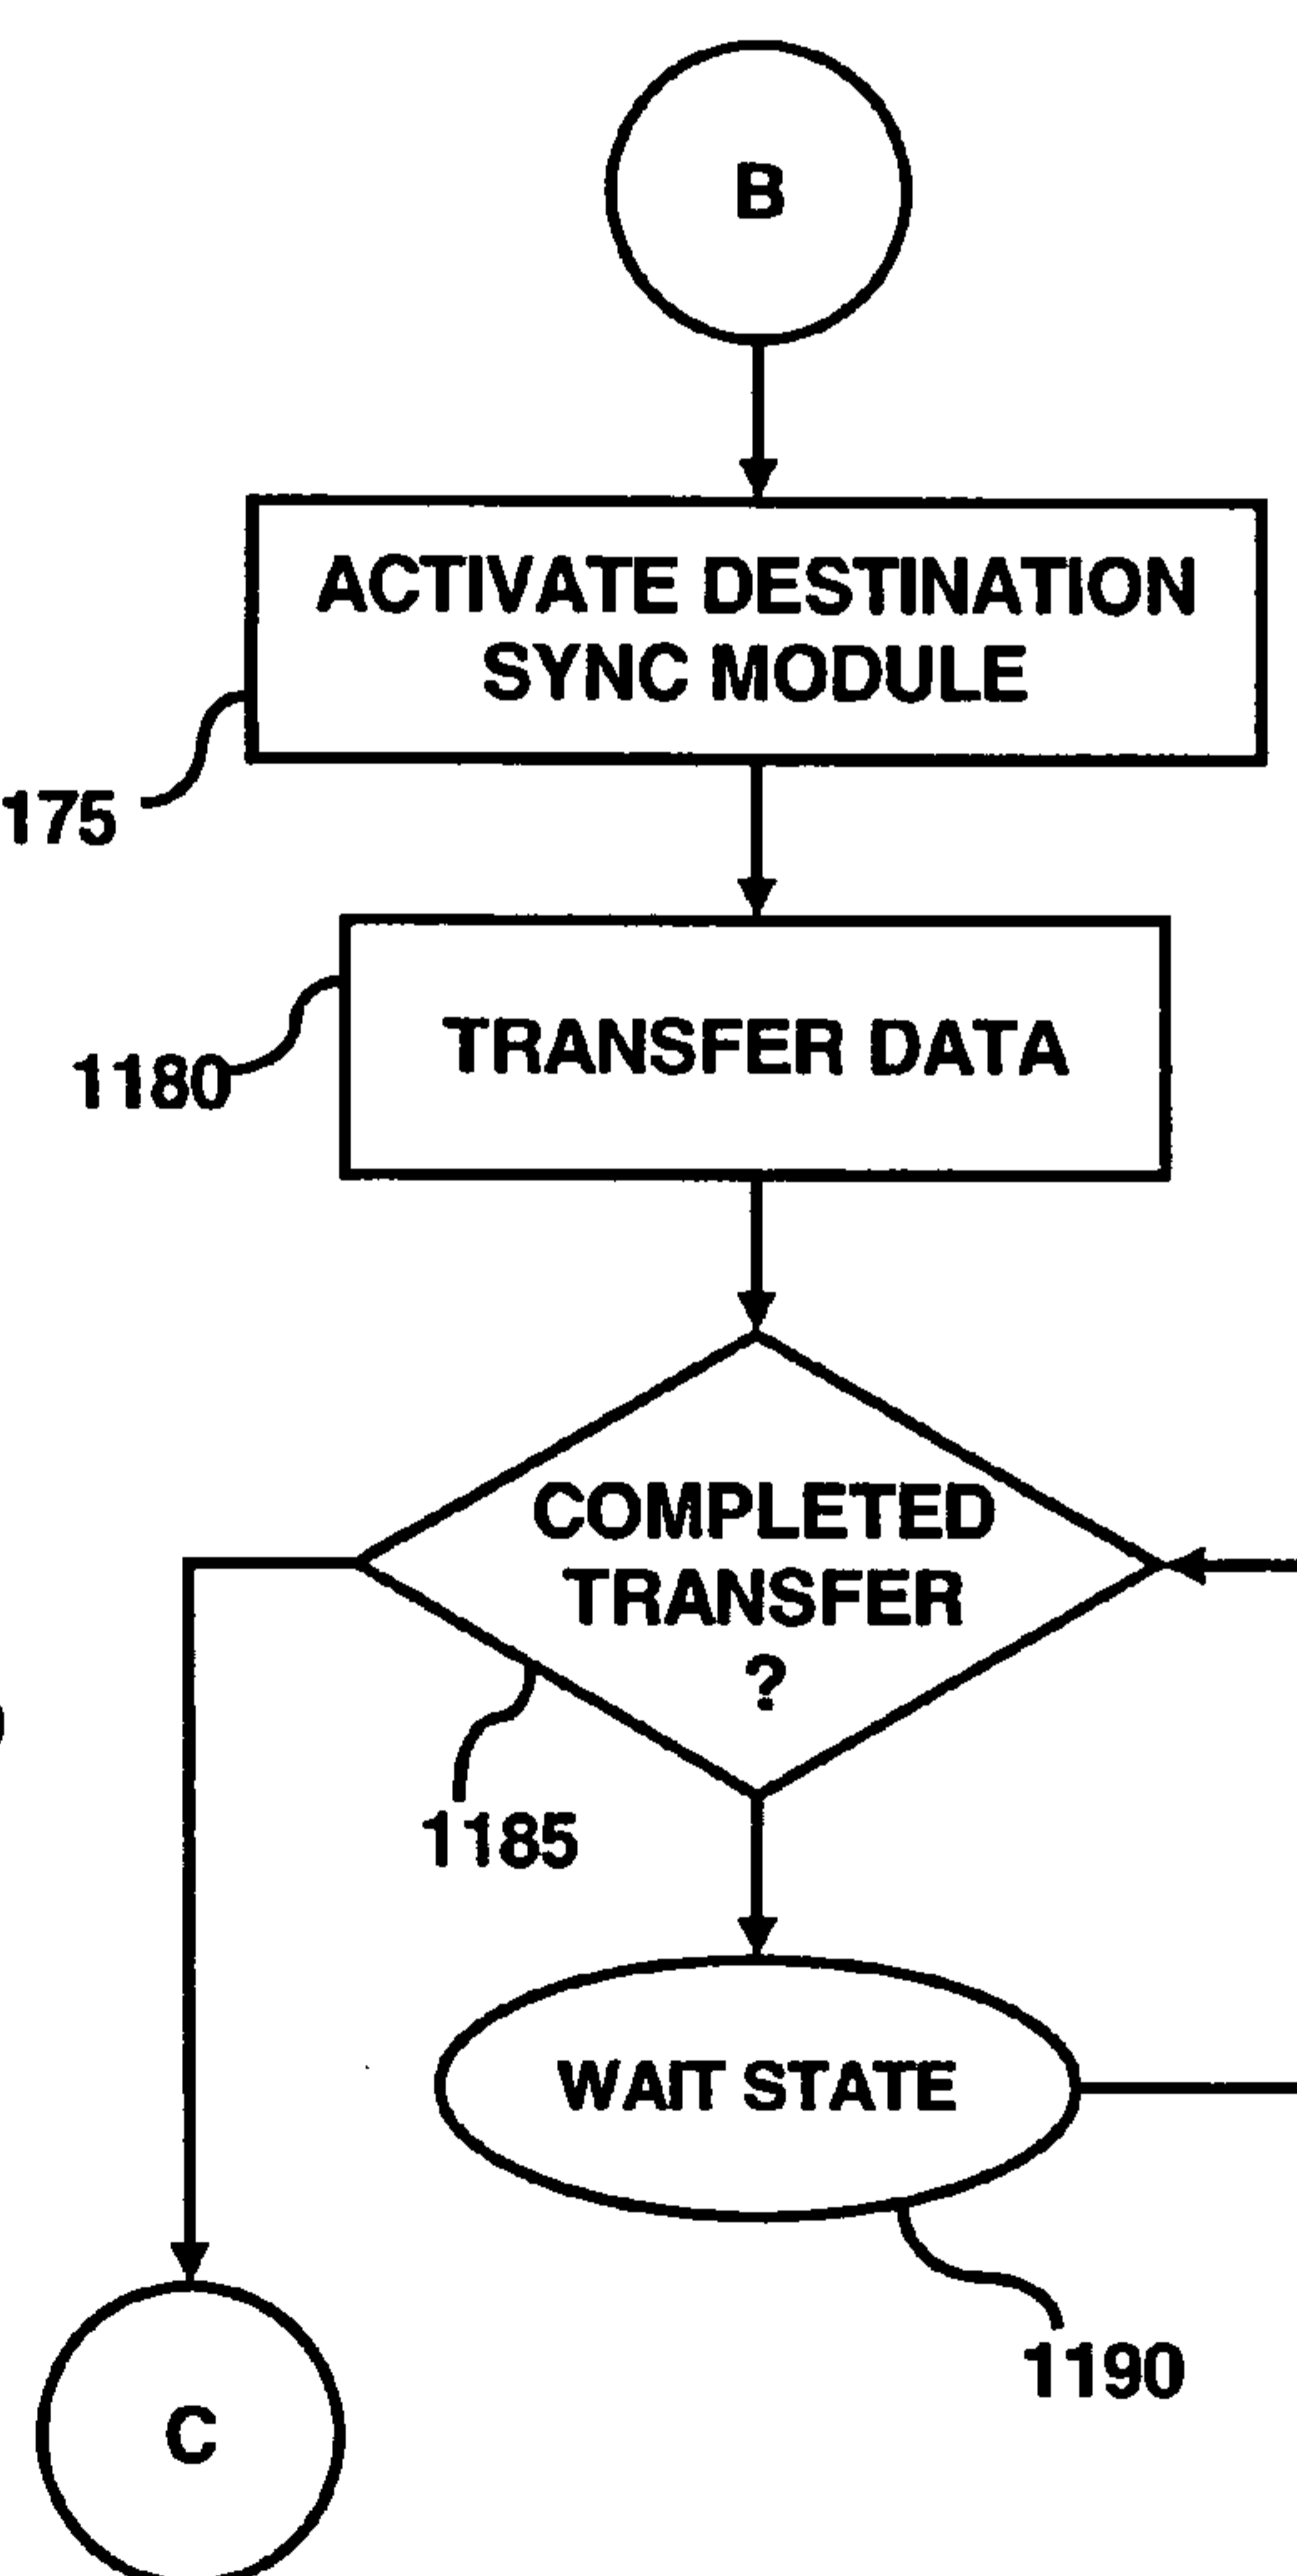 B
ACTIVATE DESTINATION
SYNC MODULE
175
TRANSFER DATA
1180
COMPLETED
TRANSFER
?
1185
WAIT STATE
1190
C